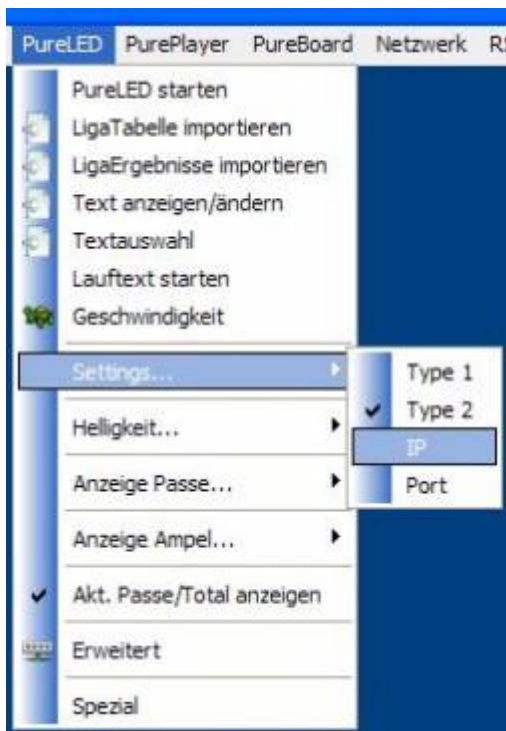 PureLED PurePlayer PureBoard Netzwerk
PureLED starten
LigaTabelle importieren
LigaErgebnisse importieren
Text anzeigen/ändern
Textauswahl
Lauftext starten
Geschwindigkeit
Settings...
Type 1
Type 2
IP
Port
Helligkeit...
Anzeige Passe...
Anzeige Ampel...
Akt. Passe/Total anzeigen
Erweitert
Spezial